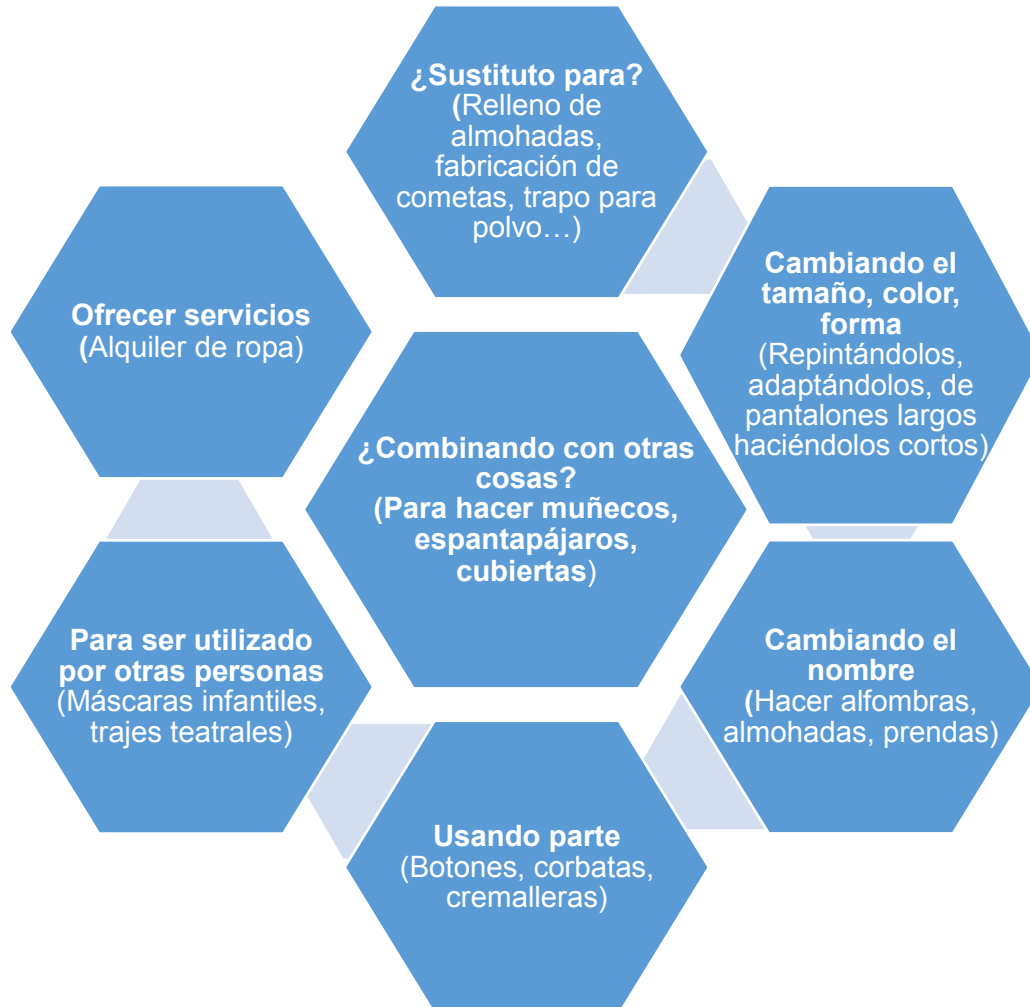 ¿Sustituto para?
(Relleno de
almohadas,
fabricación de
cometas, trapo para
polvo…)
Cambiando el
tamaño, color,
forma
(Repintándolos,
adaptándolos, de
pantalones largos
haciéndolos cortos)
Ofrecer servicios
(Alquiler de ropa)
¿Combinando con otras
cosas?
(Para hacer muñecos,
espantapájaros,
cubiertas)
Cambiando el
nombre
(Hacer alfombras,
almohadas, prendas)
Para ser utilizado
por otras personas
(Máscaras infantiles,
trajes teatrales)
Usando parte
(Botones, corbatas,
cremalleras)